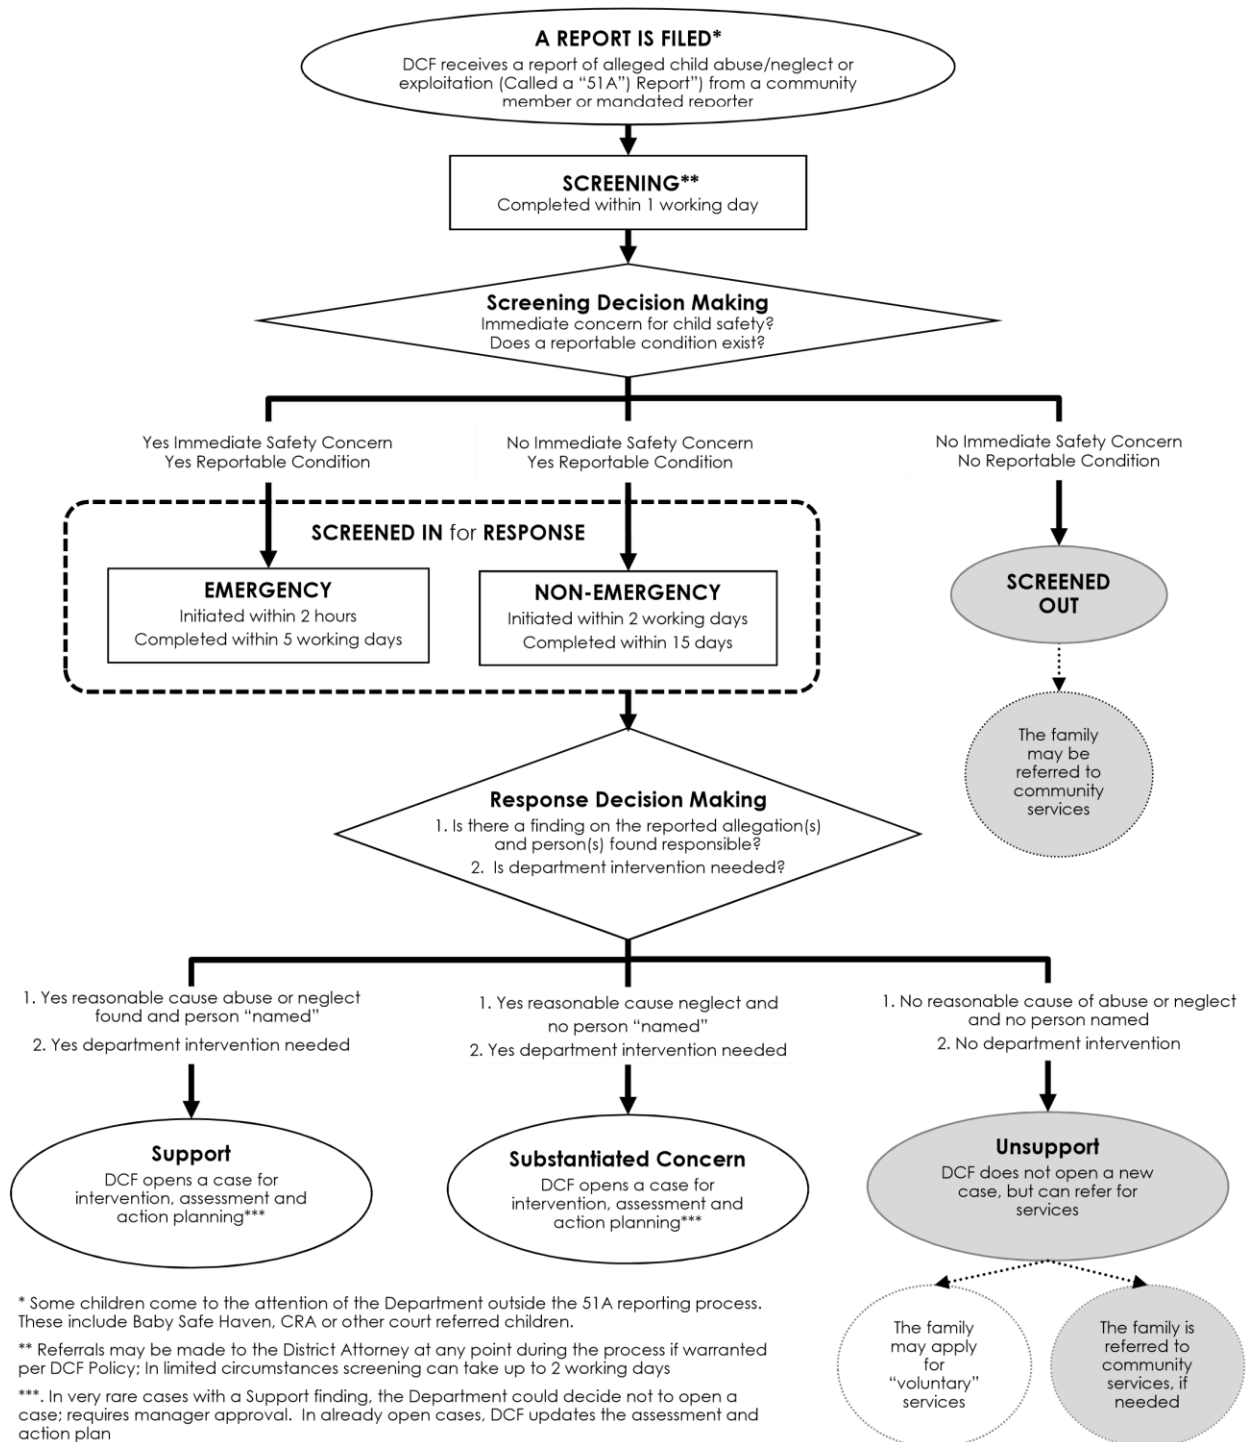 A REPORT IS FILED*
DCF receives a report of alleged child abuse/neglect or
exploitation (Called a “51A”) Report”) from a community
member or mandated reporter
SCREENING**
Completed within 1 working day
Screening Decision Making
Immediate concern for child safety?
Does a reportable condition exist?
Yes Immediate Safety Concern
Yes Reportable Condition
No Immediate Safety Concern
Yes Reportable Condition
No Immediate Safety Concern
No Reportable Condition
SCREENED IN for RESPONSE
EMERGENCY
Initiated within 2 hours
Completed within 5 working days
NON-EMERGENCY
Initiated within 2 working days
Completed within 15 days
SCREENED
OUT
The family
may be
referred to
community
services
Response Decision Making
1. Is there a finding on the reported allegation(s)
and person(s) found responsible?
2. Is department intervention needed?
1. Yes reasonable cause abuse or neglect
found and person “named”
2. Yes department intervention needed
1. Yes reasonable cause neglect and
no person “named”
2. Yes department intervention needed
1. No reasonable cause of abuse or neglect
and no person named
2. No department intervention
Support
DCF opens a case for
intervention, assessment and
action planning***
Substantiated Concern
DCF opens a case for
intervention, assessment and
action planning***
Unsupport
DCF does not open a new
case, but can refer for
services
The family
may apply
for
“voluntary”
services
The family is
referred to
community
services, if
needed
* Some children come to the attention of the Department outside the 51A reporting process.
These include Baby Safe Haven, CRA or other court referred children.
** Referrals may be made to the District Attorney at any point during the process if warranted
per DCF Policy; In limited circumstances screening can take up to 2 working days
***. In very rare cases with a Support finding, the Department could decide not to open a
case; requires manager approval. In already open cases, DCF updates the assessment and
action plan